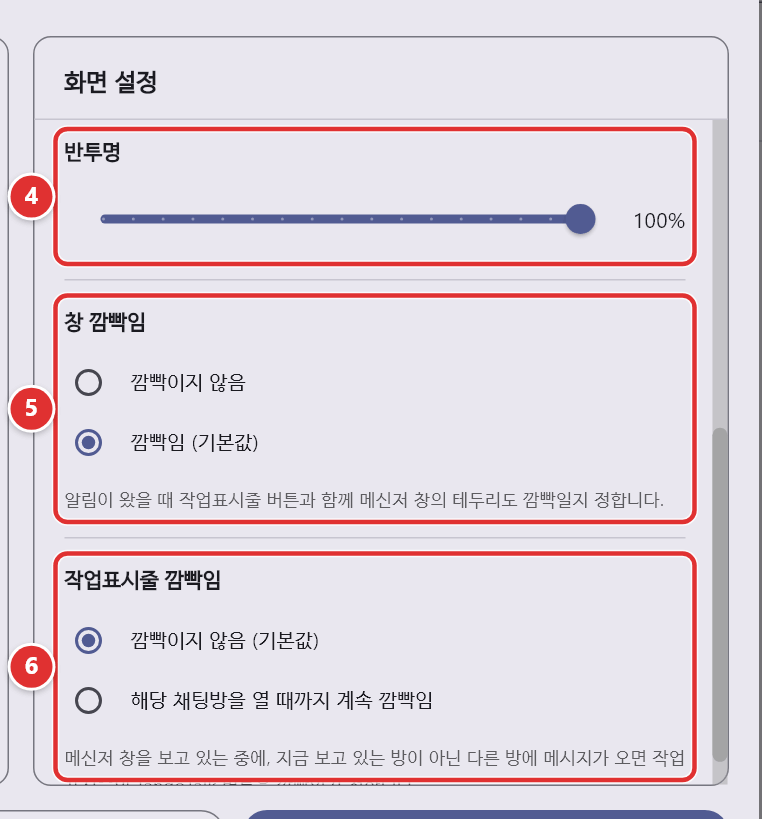 화면 설정
반투명
4
100%
창 깜빡임
깜빡이지 않음
5
깜빡임 (기본값)
알림이 왔을 때 작업표시줄 버튼과 함께 메신저 창의 테두리도 깜빡일지 정합니다.
작업표시줄 깜빡임
깜빡이지 않음 (기본값)
6
해당 채팅방을 열 때까지 계속 깜빡임
메신저 창을 보고 있는 중에, 지금 보고 있는 방이 아닌 다른 방에 메시지가 오면 작업